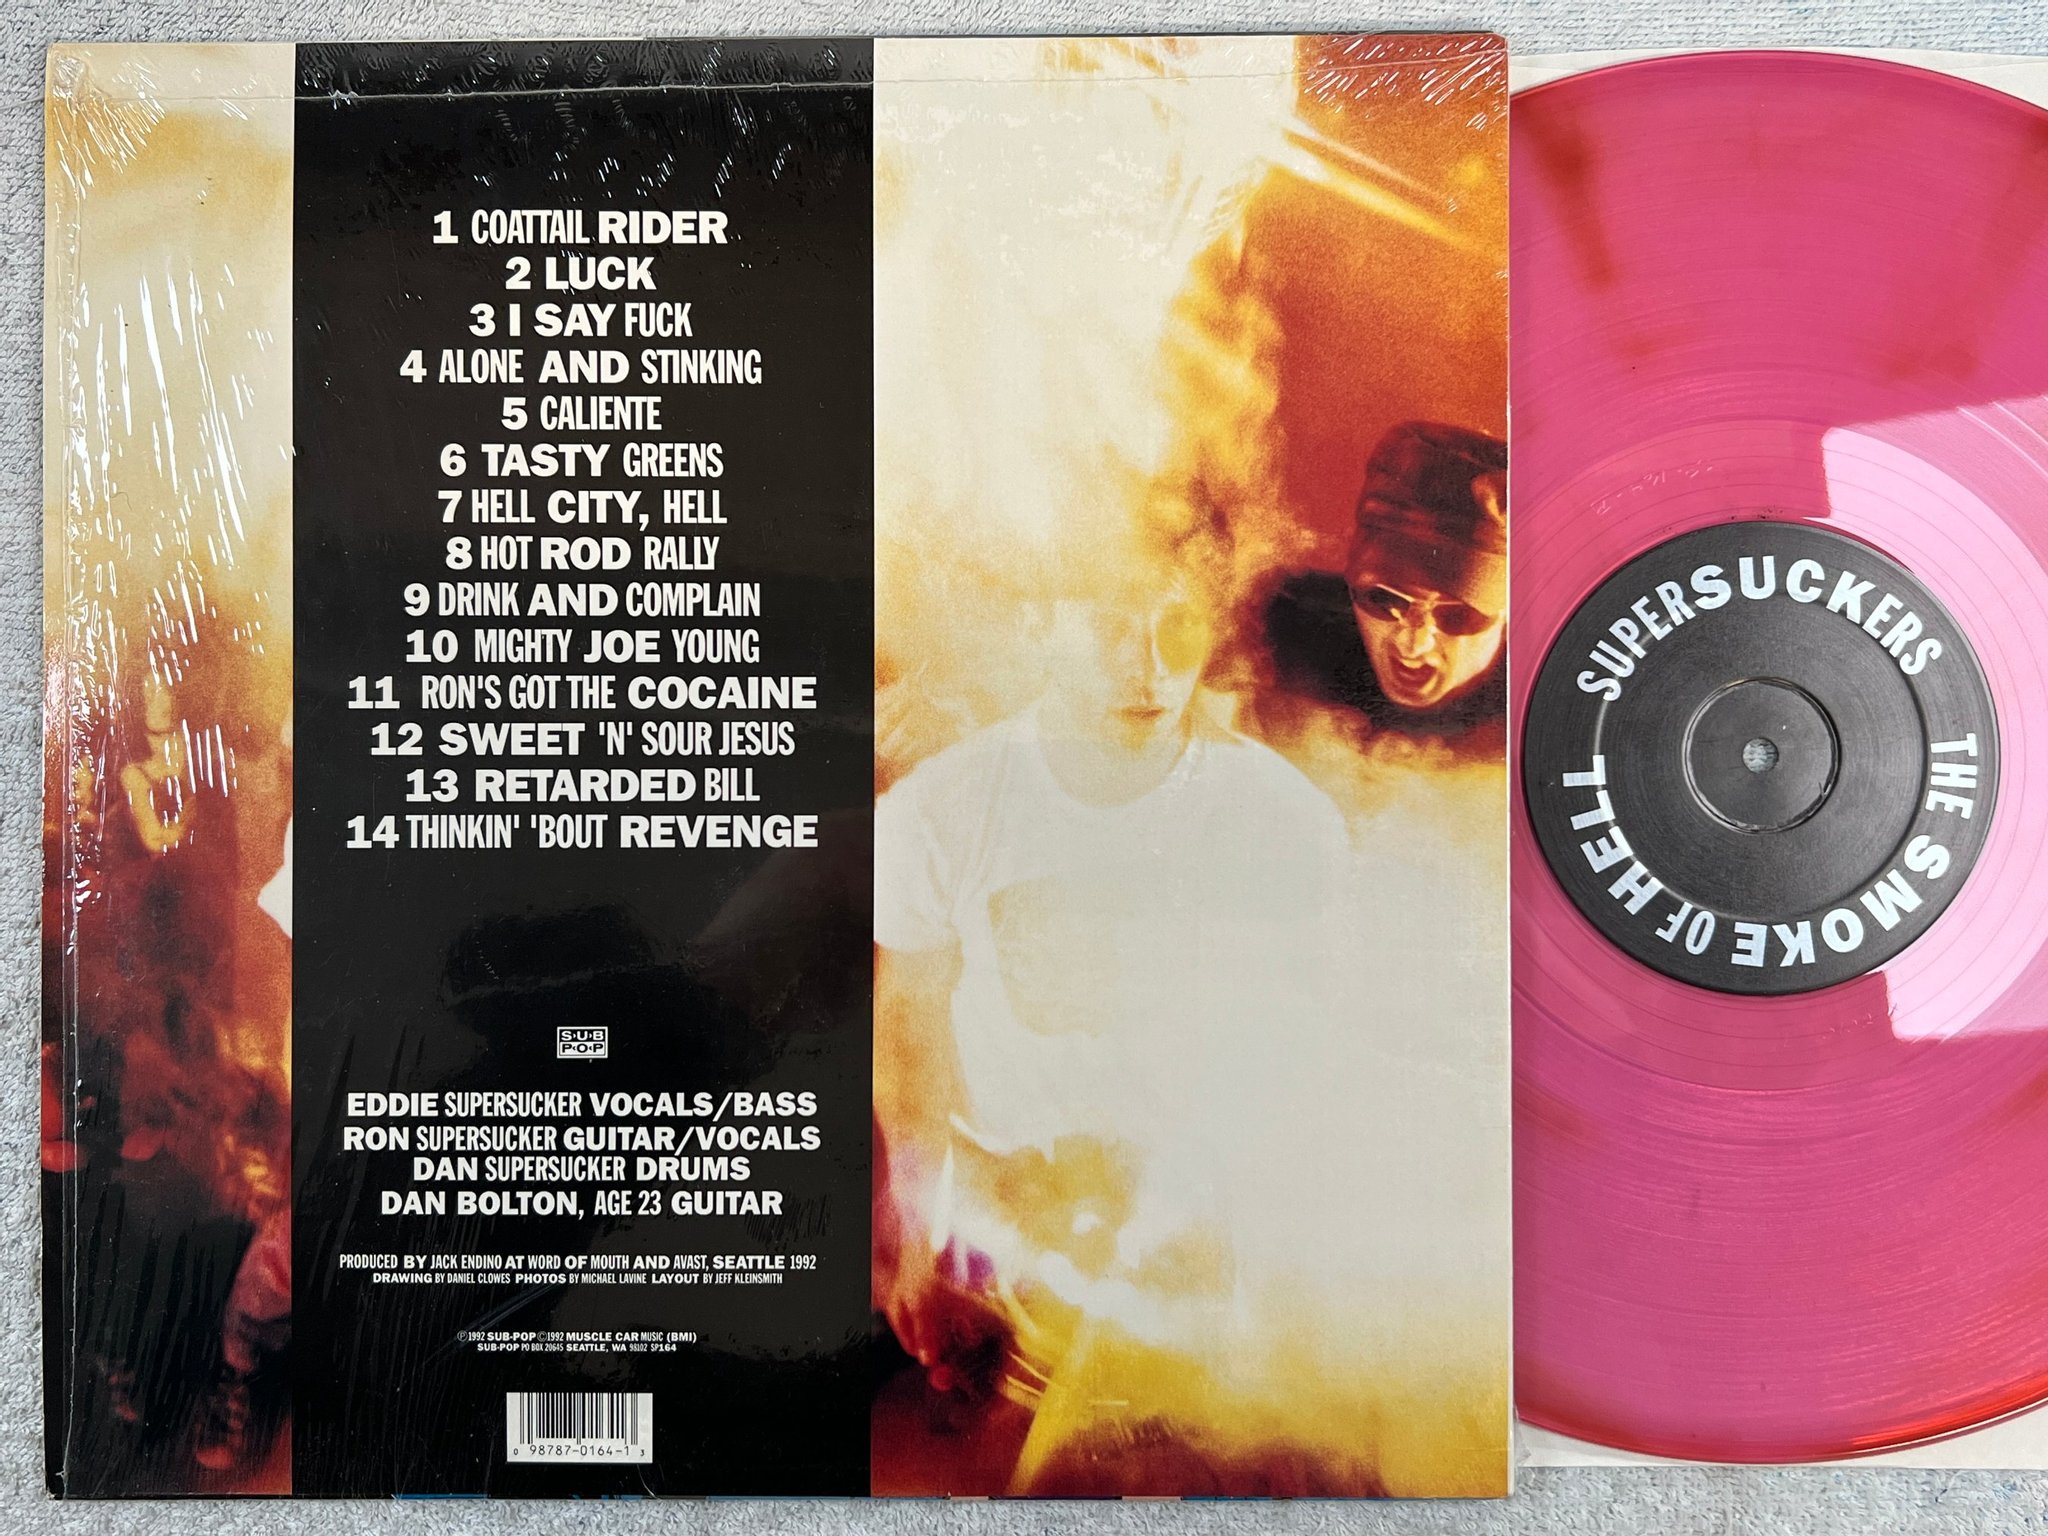 1 COATTAIL RIDER
2 LUCK
3 I SAY FUCK
4 ALONE AND STINKING
5 CALIENTE
6 TASTY GREENS
7 HELL CITY, HELL
8 HOT ROD RALLY
9 DRINK AND COMPLAIN
10 MIGHTY JOE YOUNG
11 RON'S GOT THE COCAINE
12 SWEET 'N' SOUR JESUS
13 RETARDED BILL
14 THINKIN' 'BOUT REVENGE
SUB
POP
EDDIE SUPERSUCKER VOCALS/BASS
RON SUPERSUCKER GUITAR/VOCALS
DAN SUPERSUCKER DRUMS
DAN BOLTON, AGE 23 GUITAR
PRODUCED BY JACK ENDINO AT WORD OF MOUTH AND AVAST, SEATTLE 1992
DRAWING BY DANIEL CLOWES PHOTOS BY MICHAEL LAVINE LAYOUT BY JEFF KLEINSMITH
℗1992 SUB-POP ©1992 MUSCLE CAR MUSIC (BMI)
SUB-POP PO BOX 20645 SEATTLE, WA 98102 SP164
0 98787-0164-1 3
SUPERSUCKERS THE SMOKE OF HELL